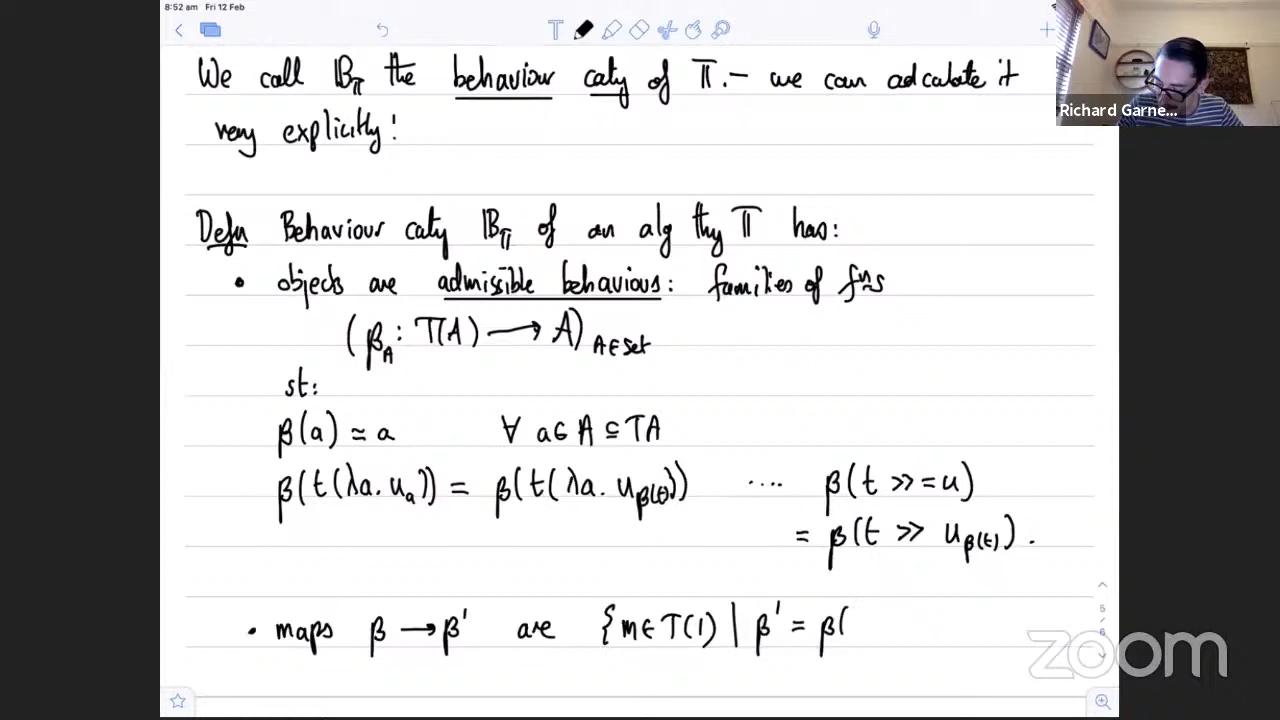 8:52 am Fri 12 Feb
We call 𝔹_𝕋 the behaviour caty of 𝕋. – we can calculate it
very explicitly!
Richard Garne...
Defn Behaviour caty 𝔹_𝕋 of an alg thy 𝕋 has:
• objects are admissible behaviours: families of fns
(β_A : T(A) ⟶ A)_{A∈Set}
st:
β(a) = a ∀ a∈A ⊆ TA
β(t(λa. u_a)) = β(t(λa. u_{β(t)})) .... β(t >>= u)
= β(t >> u_{β(t)}).
• maps β → β' are {m∈T(1) | β' = β(
5
/
6
zoom